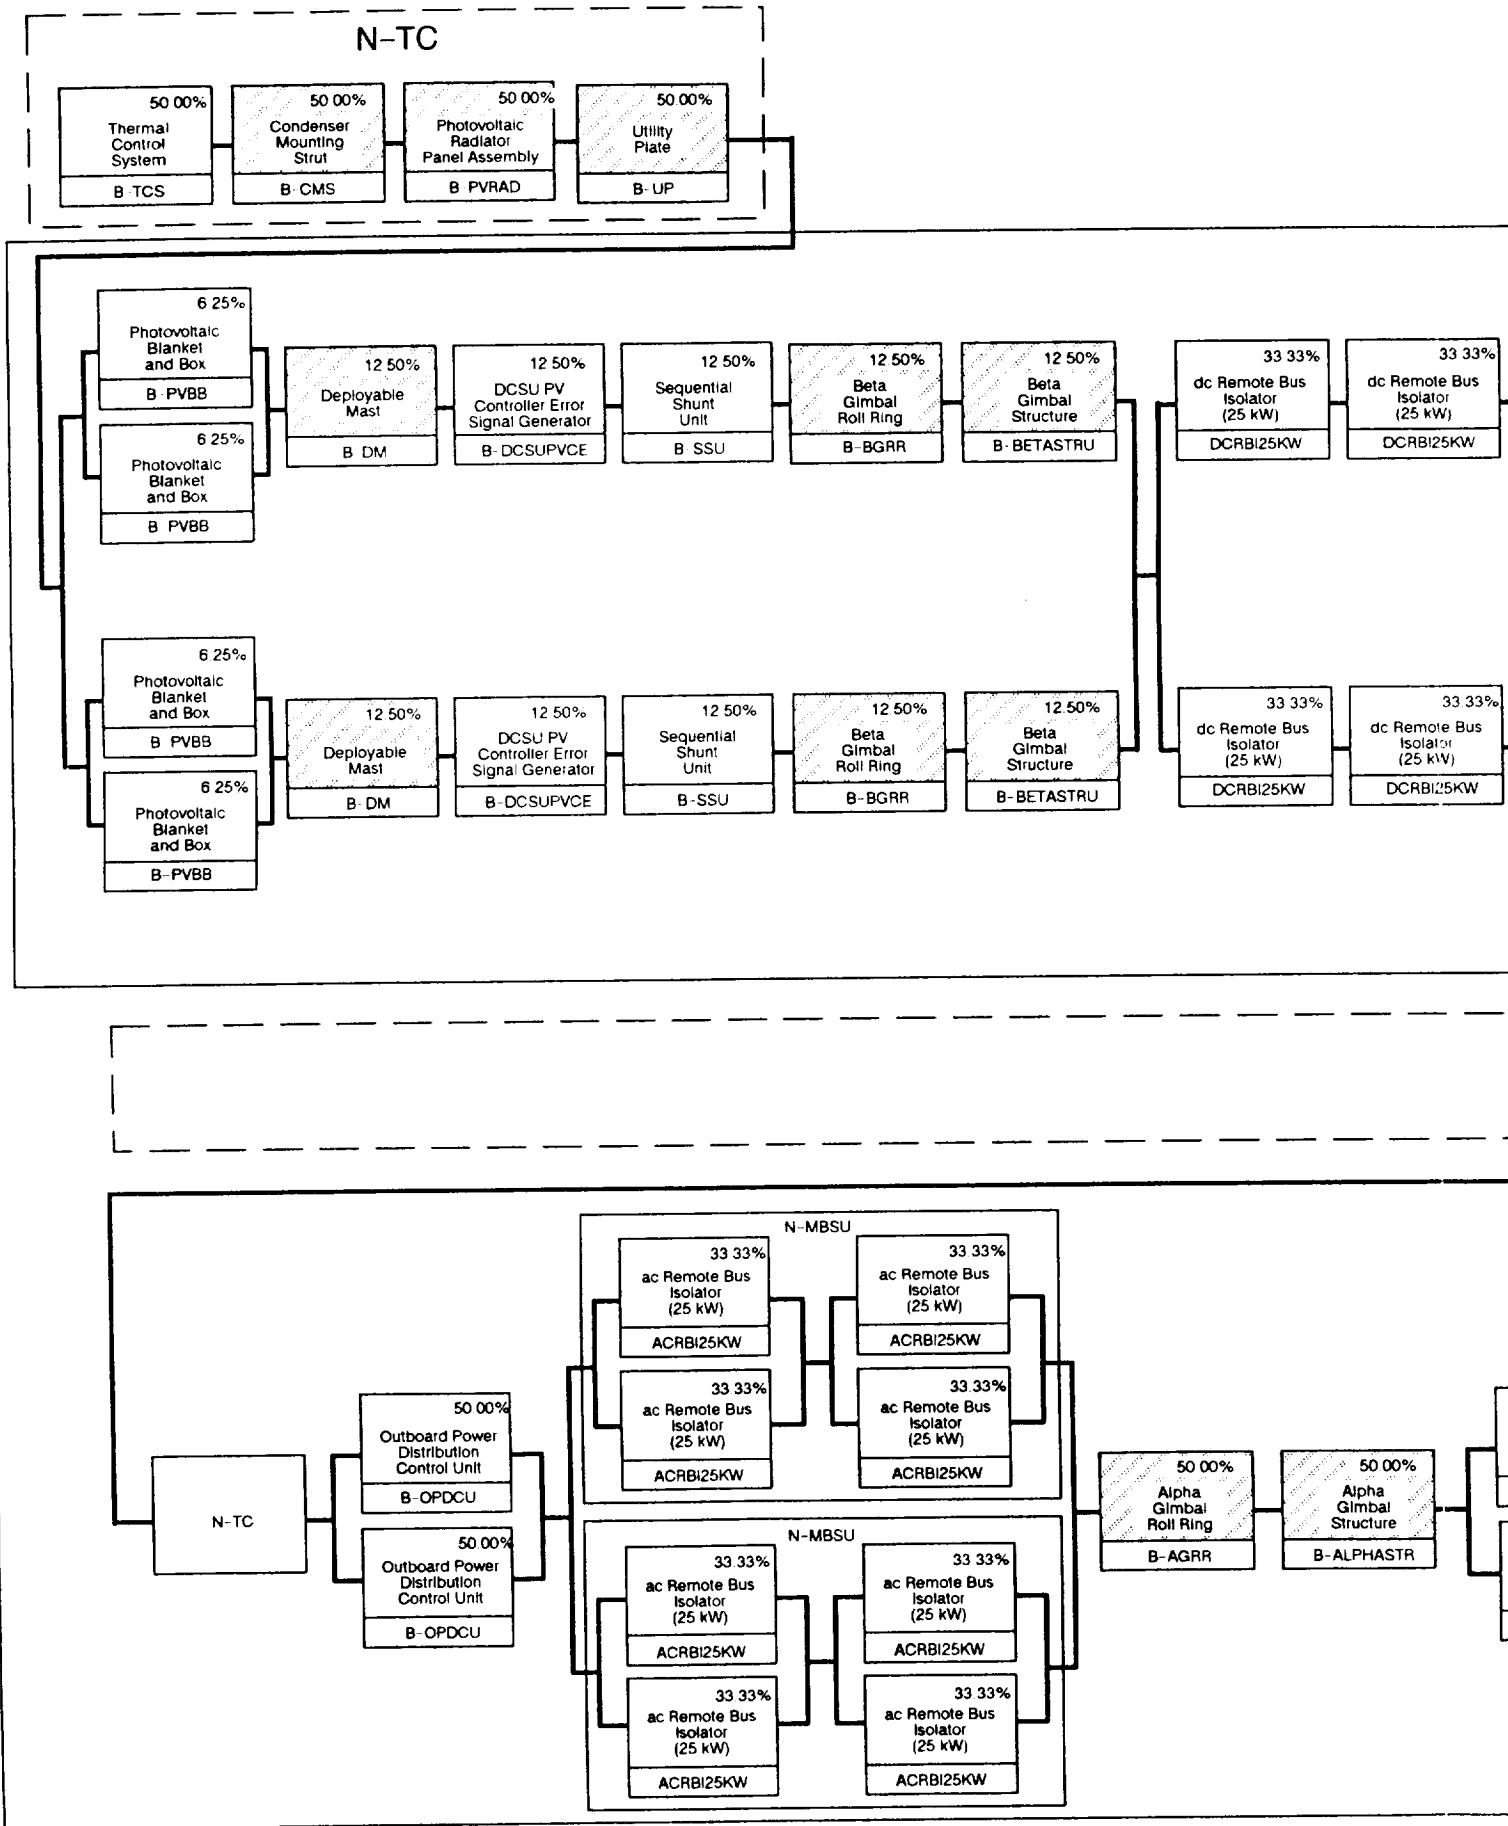 N-TC
50 00%
Thermal
Control
System
B-TCS
50 00%
Condenser
Mounting
Strut
B-CMS
50 00%
Photovoltaic
Radiator
Panel Assembly
B PVRAD
50.00%
Utility
Plate
B-UP
6 25%
Photovoltaic
Blanket
and Box
B-PVBB
6 25%
Photovoltaic
Blanket
and Box
B PVBB
12 50%
Deployable
Mast
B DM
12 50%
DCSU PV
Controller Error
Signal Generator
B-DCSUPVCE
12 50%
Sequential
Shunt
Unit
B SSU
12 50%
Beta
Gimbal
Roll Ring
B-BGRR
12 50%
Beta
Gimbal
Structure
B-BETASTRU
33 33%
dc Remote Bus
Isolator
(25 kW)
DCRBI25KW
33 33%
dc Remote Bus
Isolator
(25 kW)
DCRBI25KW
6.25%
Photovoltaic
Blanket
and Box
B PVBB
6 25%
Photovoltaic
Blanket
and Box
B-PVBB
12 50%
Deployable
Mast
B-DM
12 50%
DCSU PV
Controller Error
Signal Generator
B-DCSUPVCE
12 50%
Sequential
Shunt
Unit
B-SSU
12 50%
Beta
Gimbal
Roll Ring
B-BGRR
12.50%
Beta
Gimbal
Structure
B-BETASTRU
33 33%
dc Remote Bus
Isolator
(25 kW)
DCRBI25KW
33 33%
dc Remote Bus
Isolator
(25 kW)
DCRBI25KW
N-TC
50 00%
Outboard Power
Distribution
Control Unit
B-OPDCU
50.00%
Outboard Power
Distribution
Control Unit
B-OPDCU
N-MBSU
33 33%
ac Remote Bus
Isolator
(25 kW)
ACRBI25KW
33.33%
ac Remote Bus
Isolator
(25 kW)
ACRBI25KW
33 33%
ac Remote Bus
Isolator
(25 kW)
ACRBI25KW
33.33%
ac Remote Bus
Isolator
(25 kW)
ACRBI25KW
N-MBSU
33.33%
ac Remote Bus
Isolator
(25 kW)
ACRBI25KW
33 33%
ac Remote Bus
Isolator
(25 kW)
ACRBI25KW
33 33%
ac Remote Bus
Isolator
(25 kW)
ACRBI25KW
33.33%
ac Remote Bus
Isolator
(25 kW)
ACRBI25KW
50 00%
Alpha
Gimbal
Roll Ring
B-AGRR
50 00%
Alpha
Gimbal
Structure
B-ALPHASTR